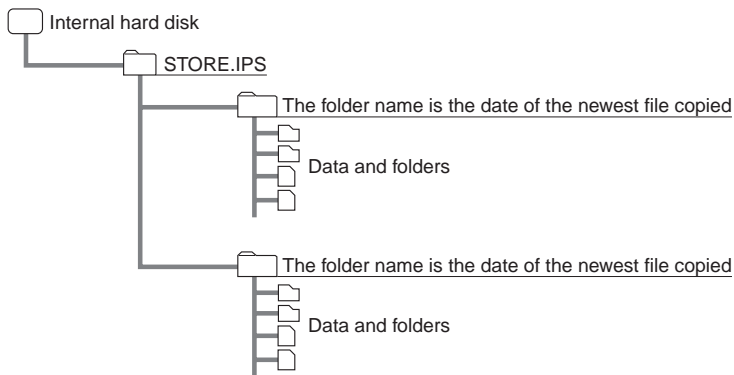 Internal hard disk
STORE.IPS
The folder name is the date of the newest file copied
Data and folders
The folder name is the date of the newest file copied
Data and folders